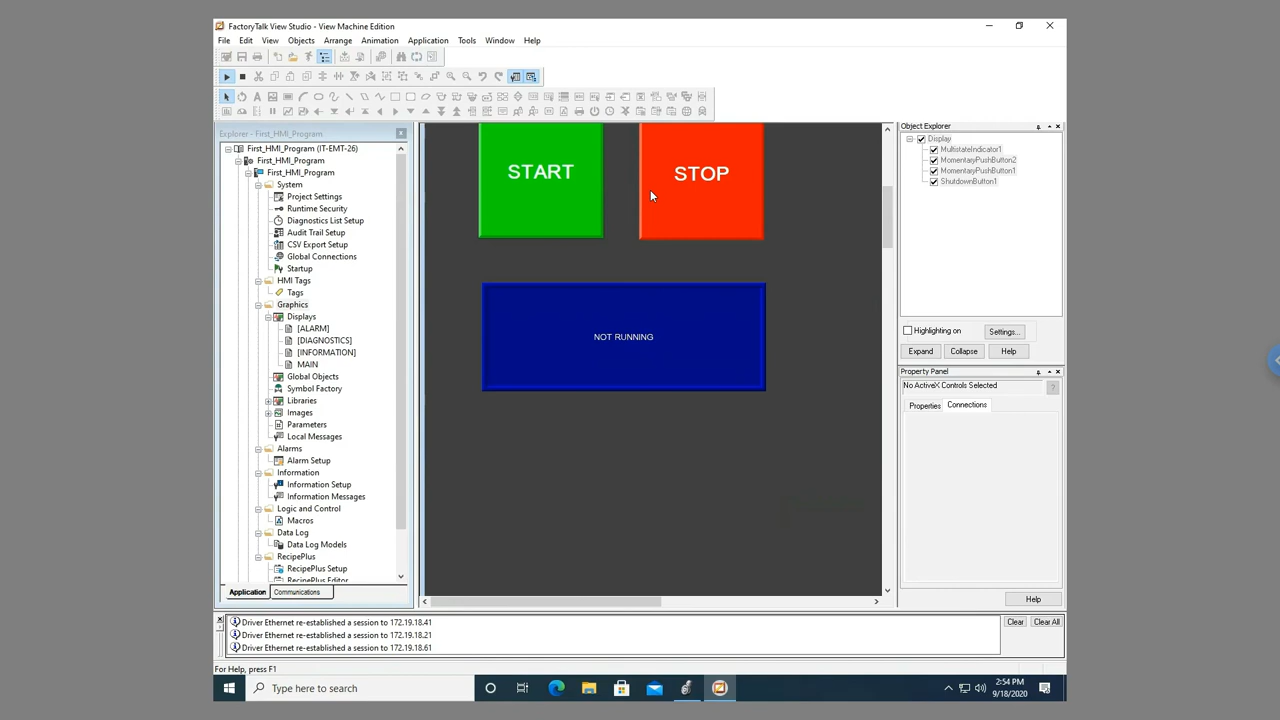 FactoryTalk View Studio - View Machine Edition
File Edit View Objects Arrange Animation Application Tools Window Help
Explorer - First_HMI_Program
First_HMI_Program (IT-EMT-26)
First_HMI_Program
First_HMI_Program
System
Project Settings
Runtime Security
Diagnostics List Setup
Audit Trail Setup
CSV Export Setup
Global Connections
Startup
HMI Tags
Tags
Graphics
Displays
[ALARM]
[DIAGNOSTICS]
[INFORMATION]
MAIN
Global Objects
Symbol Factory
Libraries
Images
Parameters
Local Messages
Alarms
Alarm Setup
Information
Information Setup
Information Messages
Logic and Control
Macros
Data Log
Data Log Models
RecipePlus
RecipePlus Setup
RecipePlus Editor
Application Communications
START
STOP
NOT RUNNING
Object Explorer
Display
MultistateIndicator1
MomentaryPushButton2
MomentaryPushButton1
ShutdownButton1
Highlighting on Settings...
Expand Collapse Help
Property Panel
No ActiveX Controls Selected ?
Properties Connections
Help
Driver Ethernet re-established a session to 172.19.18.41
Driver Ethernet re-established a session to 172.19.18.21
Driver Ethernet re-established a session to 172.19.18.61
Clear Clear All
For Help, press F1
Type here to search
2:54 PM
9/18/2020